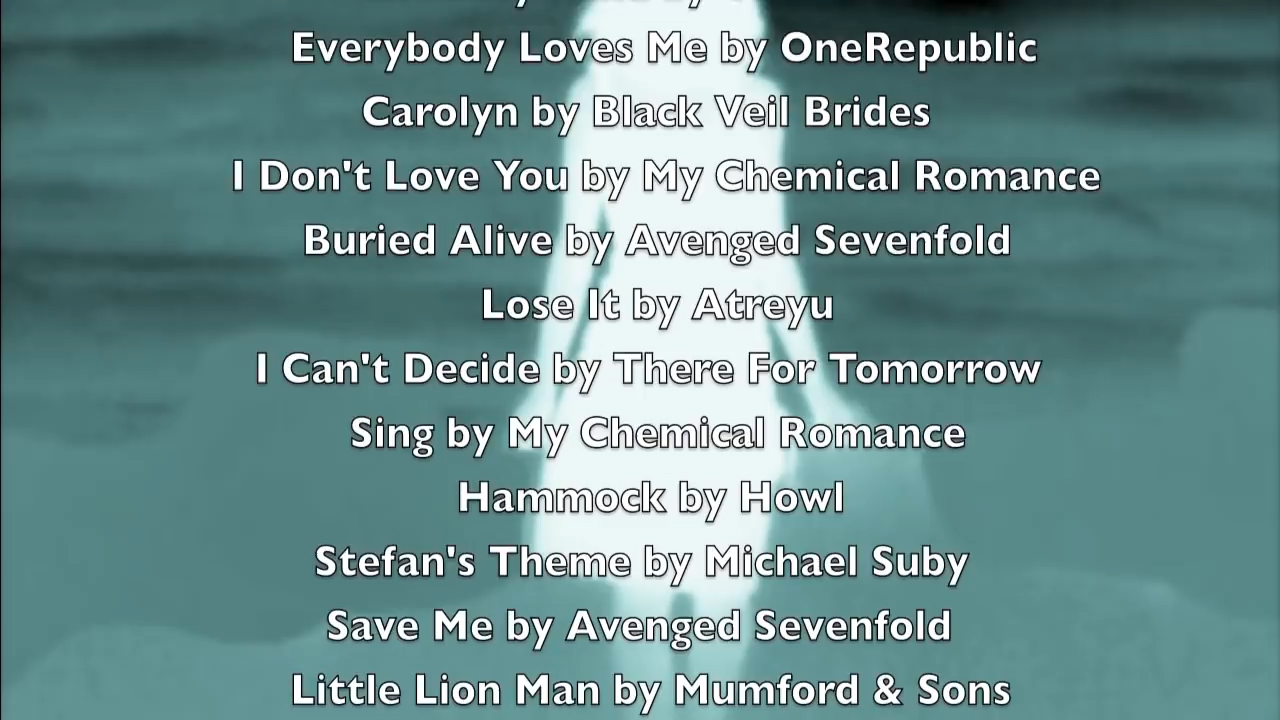 Everybody Loves Me by OneRepublic
Carolyn by Black Veil Brides
I Don't Love You by My Chemical Romance
Buried Alive by Avenged Sevenfold
Lose It by Atreyu
I Can't Decide by There For Tomorrow
Sing by My Chemical Romance
Hammock by Howl
Stefan's Theme by Michael Suby
Save Me by Avenged Sevenfold
Little Lion Man by Mumford & Sons